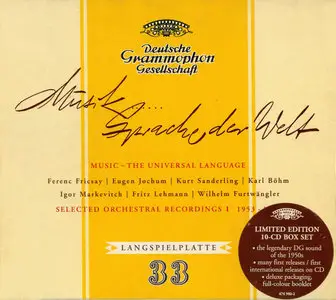 Deutsche
Grammophon
Gesellschaft
Musik....
Sprache der Welt
MUSIC – THE UNIVERSAL LANGUAGE
Ferenc Fricsay | Eugen Jochum | Kurt Sanderling | Karl Böhm
Igor Markevitch | Fritz Lehmann | Wilhelm Furtwängler
SELECTED ORCHESTRAL RECORDINGS I 195
LANGSPIELPLATTE
33
LIMITED EDITION
10-CD BOX SET
• the legendary DG sound
of the 1950s
• many first releases / first
international releases on CD
• deluxe packaging,
full-colour booklet